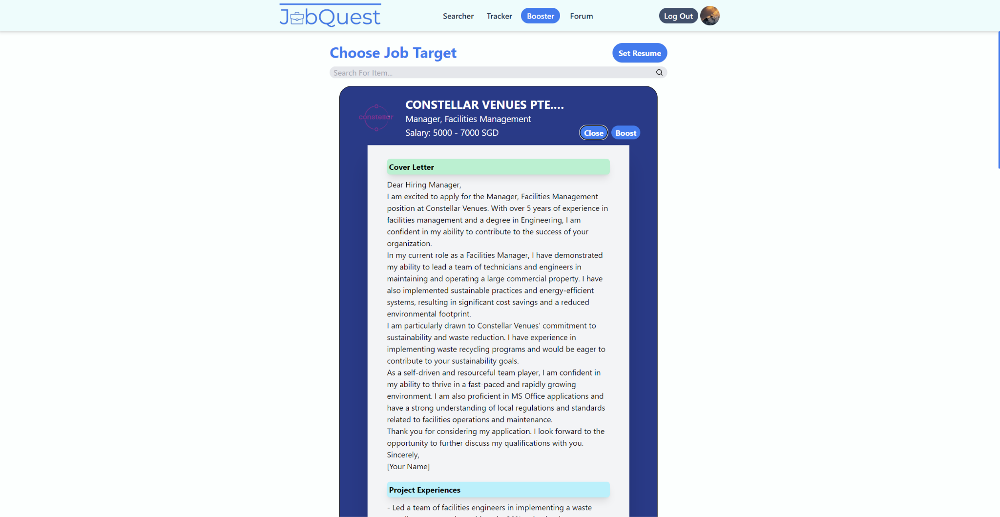 JobQuest
Searcher
Tracker
Booster
Forum
Log Out
Choose Job Target
Set Resume
Search For Item...
constellar
CONSTELLAR VENUES PTE....
Manager, Facilities Management
Salary: 5000 - 7000 SGD
Close
Boost
Cover Letter
Dear Hiring Manager,
I am excited to apply for the Manager, Facilities Management
position at Constellar Venues. With over 5 years of experience in
facilities management and a degree in Engineering, I am
confident in my ability to contribute to the success of your
organization.
In my current role as a Facilities Manager, I have demonstrated
my ability to lead a team of technicians and engineers in
maintaining and operating a large commercial property. I have
also implemented sustainable practices and energy-efficient
systems, resulting in significant cost savings and a reduced
environmental footprint.
I am particularly drawn to Constellar Venues' commitment to
sustainability and waste reduction. I have experience in
implementing waste recycling programs and would be eager to
contribute to your sustainability goals.
As a self-driven and resourceful team player, I am confident in
my ability to thrive in a fast-paced and rapidly growing
environment. I am also proficient in MS Office applications and
have a strong understanding of local regulations and standards
related to facilities operations and maintenance.
Thank you for considering my application. I look forward to the
opportunity to further discuss my qualifications with you.
Sincerely,
[Your Name]
Project Experiences
- Led a team of facilities engineers in implementing a waste